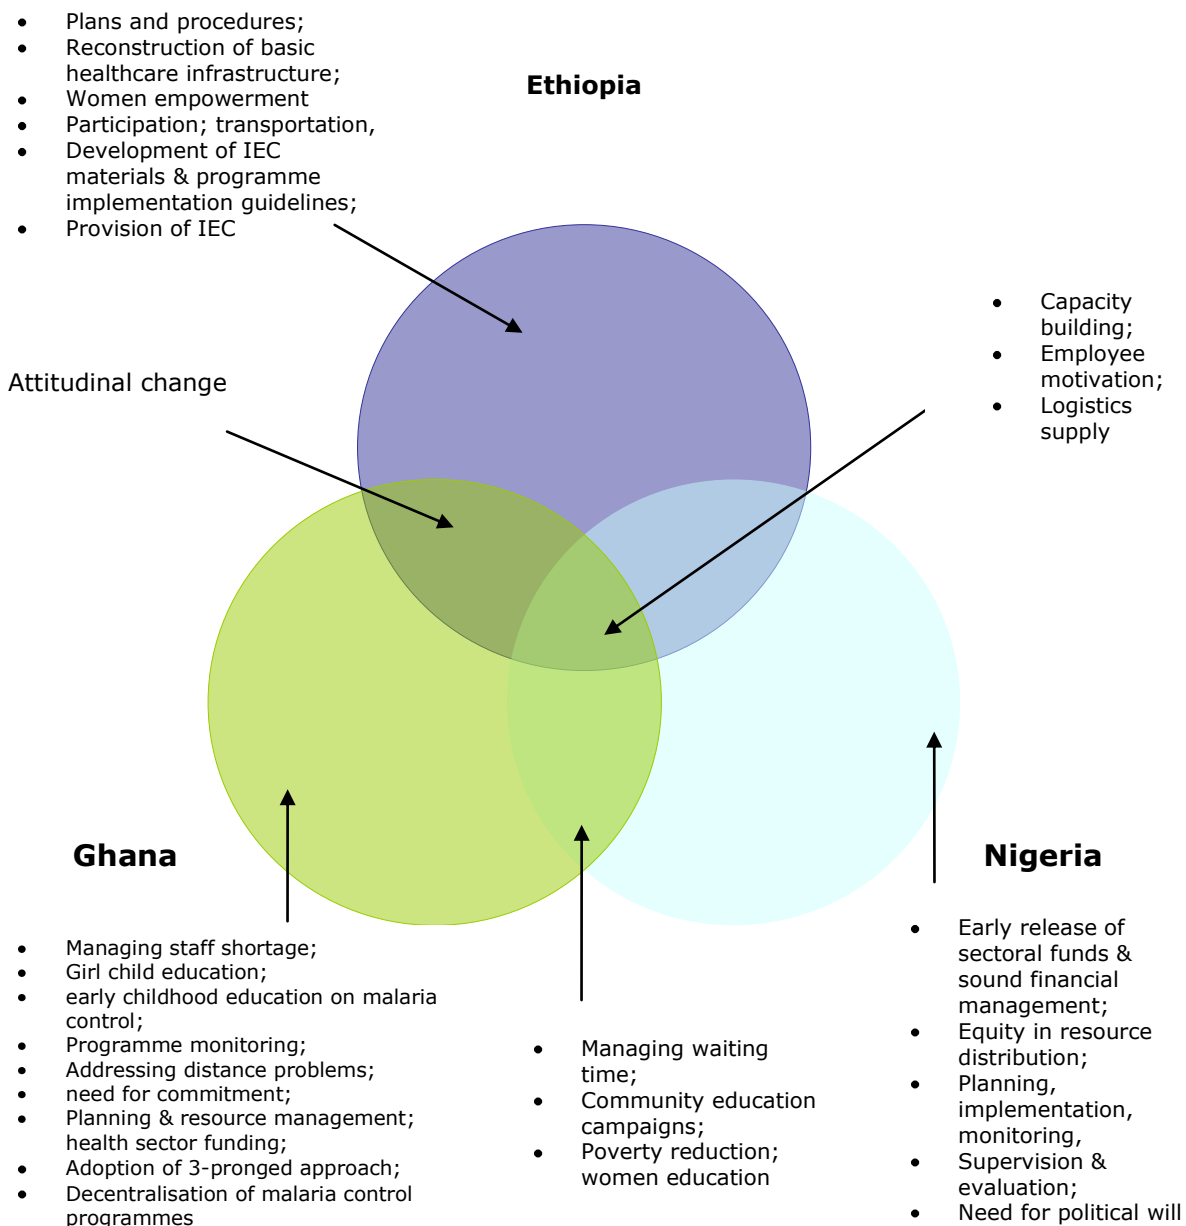 • Plans and procedures;
• Reconstruction of basic
healthcare infrastructure;
• Women empowerment
• Participation; transportation,
• Development of IEC
materials & programme
implementation guidelines;
• Provision of IEC
Ethiopia
• Capacity
building;
• Employee
motivation;
• Logistics
supply
Attitudinal change
Ghana
Nigeria
• Managing staff shortage;
• Girl child education;
• early childhood education on malaria
control;
• Programme monitoring;
• Addressing distance problems;
• need for commitment;
• Planning & resource management;
health sector funding;
• Adoption of 3-pronged approach;
• Decentralisation of malaria control
programmes
• Managing waiting
time;
• Community education
campaigns;
• Poverty reduction;
women education
• Early release of
sectoral funds &
sound financial
management;
• Equity in resource
distribution;
• Planning,
implementation,
monitoring,
• Supervision &
evaluation;
• Need for political will